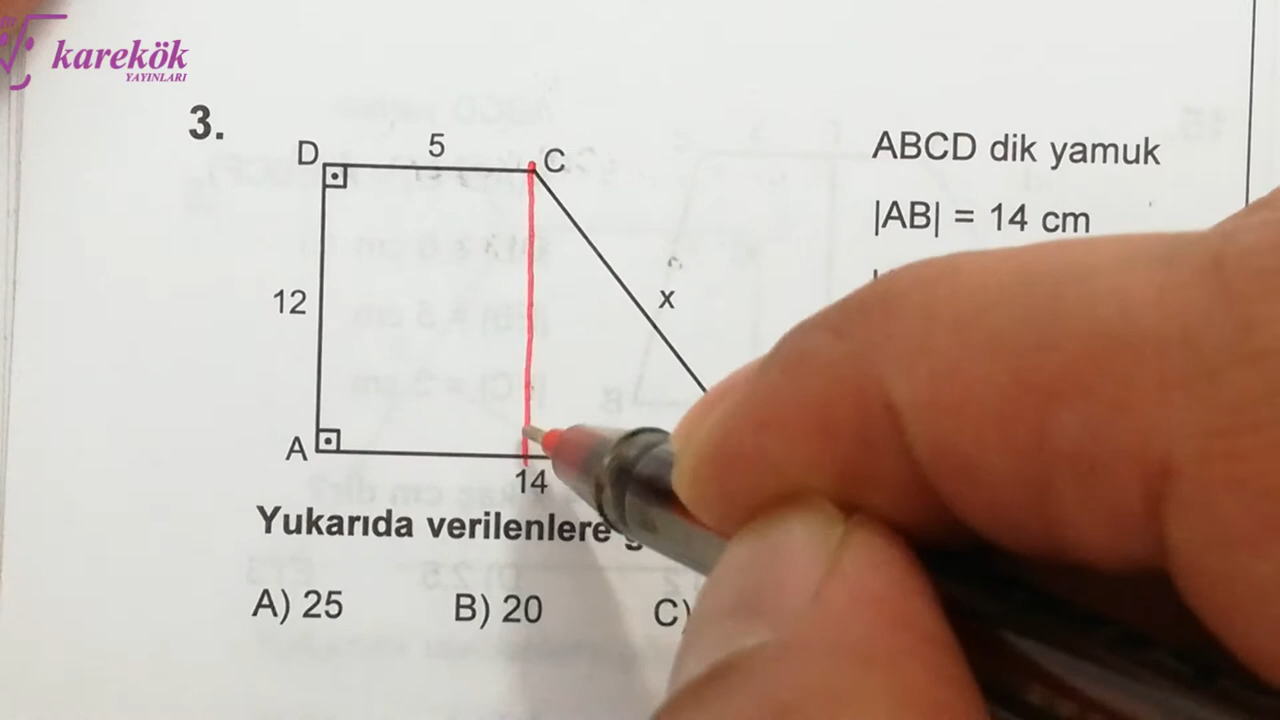 karekök
YAYINLARI
3.
D
5
C
12
x
A
14
ABCD dik yamuk
|AB| = 14 cm
Yukarıda verilenlere
A) 25
B) 20
C)